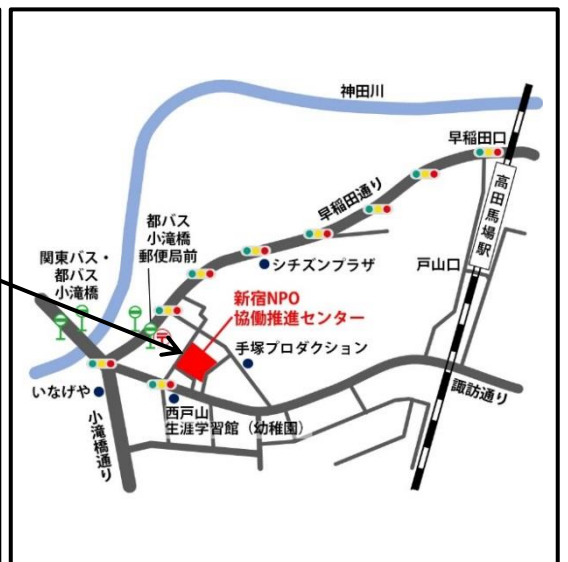 神田川
早稲田口
高田馬場駅
早稲田通り
都バス
小滝橋
郵便局前
関東バス・
都バス
小滝橋
シチズンプラザ
戸山口
新宿NPO
協働推進センター
手塚プロダクション
諏訪通り
いなげや
西戸山
生涯学習館（幼稚園）
小滝橋通り